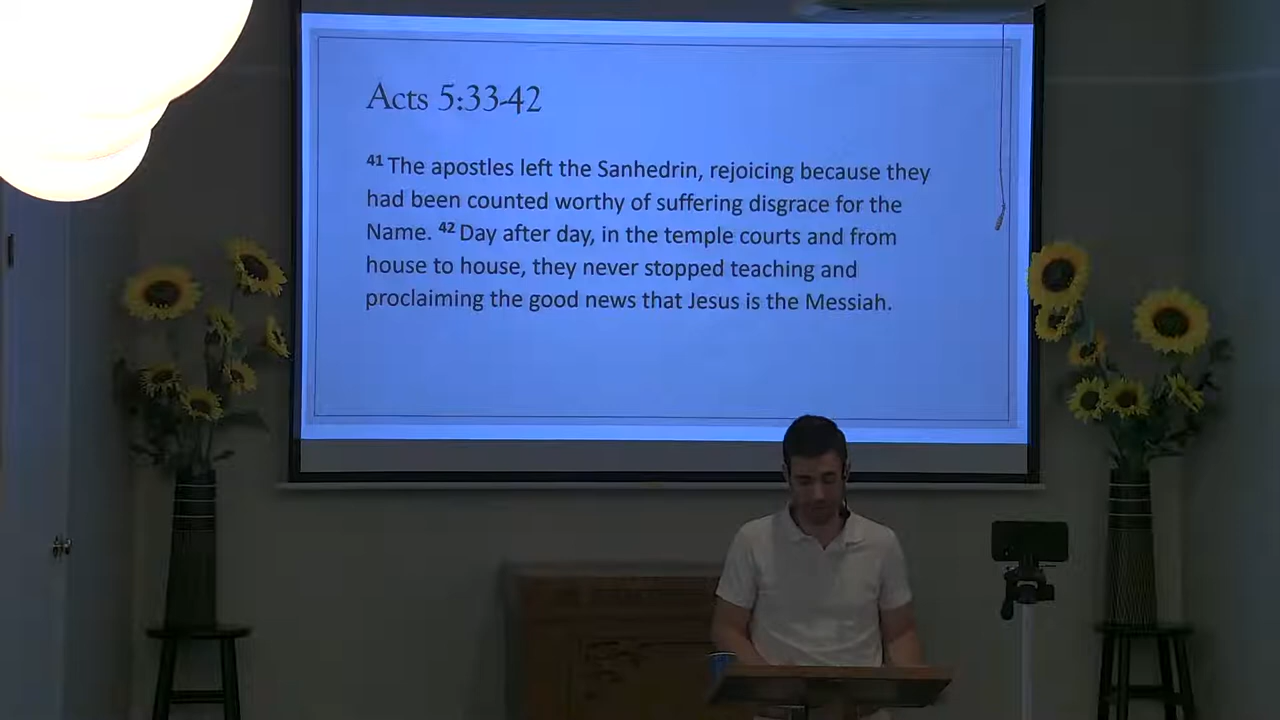 Acts 5:33-42
41 The apostles left the Sanhedrin, rejoicing because they
had been counted worthy of suffering disgrace for the
Name. 42 Day after day, in the temple courts and from
house to house, they never stopped teaching and
proclaiming the good news that Jesus is the Messiah.